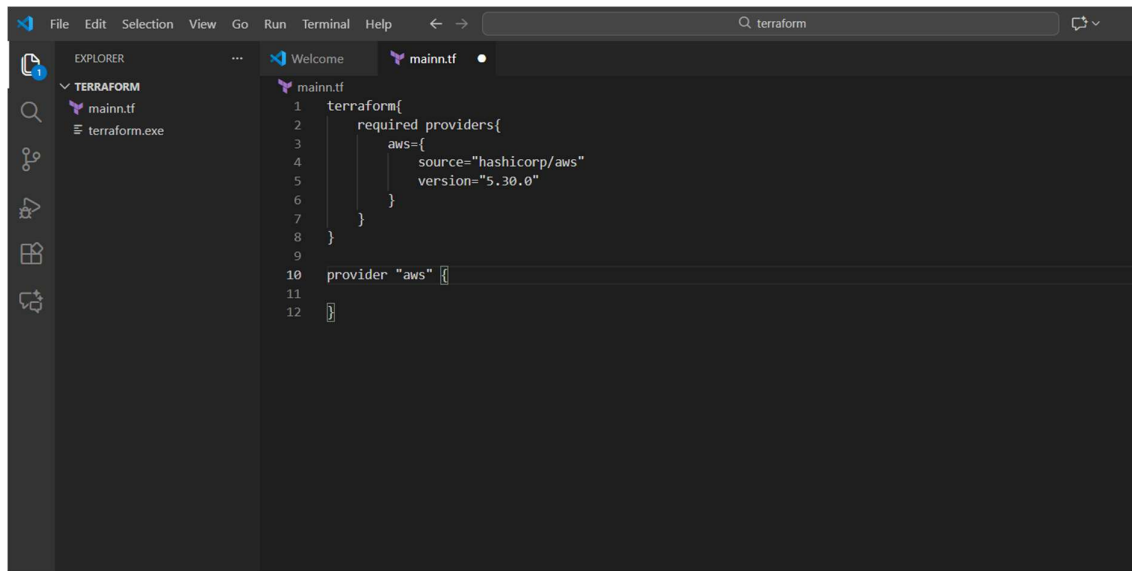 File Edit Selection View Go Run Terminal Help
terraform
EXPLORER
1
TERRAFORM
mainn.tf
terraform.exe
Welcome
mainn.tf
mainn.tf
1 terraform{
2 required providers{
3 aws={
4 source="hashicorp/aws"
5 version="5.30.0"
6 }
7 }
8 }
9
10 provider "aws" {
11
12 }